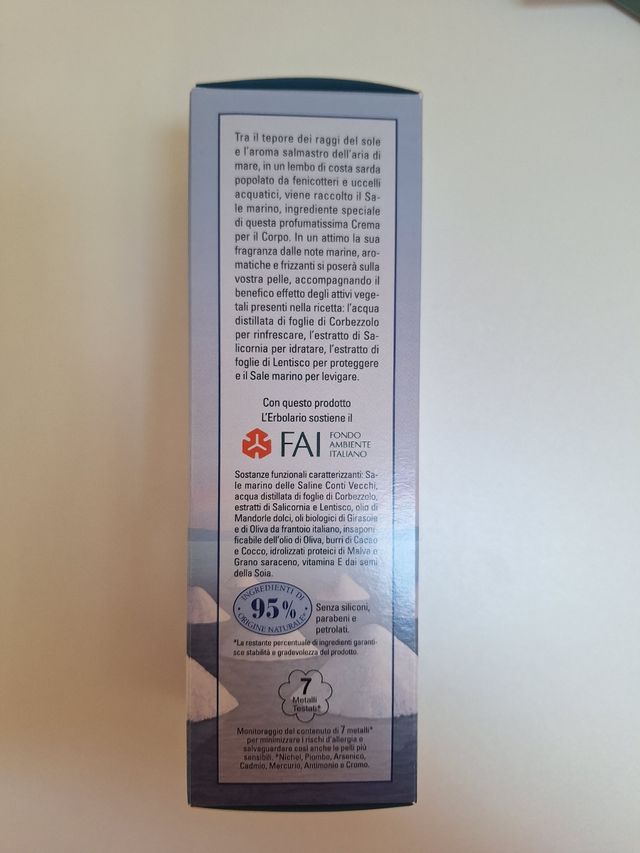 Tra il tepore dei raggi del sole
e l'aroma salmastro dell'aria di
mare, in un lembo di costa sarda
popolato da fenicotteri e uccelli
acquatici, viene raccolto il Sa-
le marino, ingrediente speciale
di questa profumatissima Crema
per il Corpo. In un attimo la sua
fragranza dalle note marine, aro-
matiche e frizzanti si poserà sulla
vostra pelle, accompagnando il
benefico effetto degli attivi vege-
tali presenti nella ricetta: l'acqua
distillata di foglie di Corbezzolo
per rinfrescare, l'estratto di Sa-
licornia per idratare, l'estratto di
foglie di Lentisco per proteggere
e il Sale marino per levigare.
Con questo prodotto
L'Erbolario sostiene il
FAI FONDO
AMBIENTE
ITALIANO
Sostanze funzionali caratterizzanti: Sa-
le marino delle Saline Conti Vecchi,
acqua distillata di foglie di Corbezzolo,
estratti di Salicornia e Lentisco, olio di
Mandorle dolci, oli biologici di Girasole
e di Oliva da frantoio italiano, insaponi-
ficabile dell'olio di Oliva, burri di Cacao
e Cocco, idrolizzati proteici di Malva e
Grano saraceno, vitamina E dai semi
della Soia.
INGREDIENTI DI
95%
ORIGINE NATURALE*
Senza siliconi,
parabeni e
petrolati.
*La restante percentuale di ingredienti garanti-
sce stabilità e gradevolezza del prodotto.
7
Metalli
Testati*
Monitoraggio del contenuto di 7 metalli*
per minimizzare i rischi d'allergia e
salvaguardare così anche le pelli più
sensibili. *Nichel, Piombo, Arsenico,
Cadmio, Mercurio, Antimonio e Cromo.